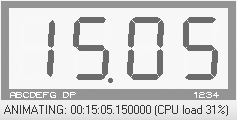 15.05
ABCDEFG DP 1234
ANIMATING: 00:15:05.150000 (CPU load 31%)